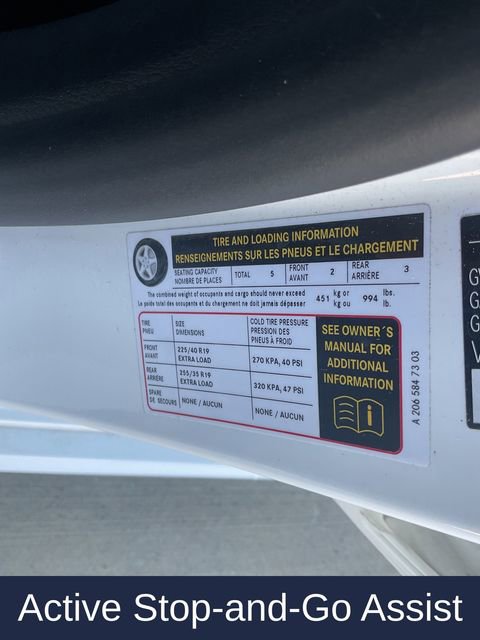 TIRE AND LOADING INFORMATION
RENSEIGNEMENTS SUR LES PNEUS ET LE CHARGEMENT
SEATING CAPACITY
NOMBRE DE PLACES
TOTAL 5
FRONT
AVANT
2
REAR
ARRIÈRE
3
The combined weight of occupants and cargo should never exceed
Le poids total des occupants et du chargement ne doit jamais dépasser
451 kg or
kg ou
994 lbs.
lb.
TIRE
PNEU
SIZE
DIMENSIONS
COLD TIRE PRESSURE
PRESSION DES
PNEUS À FROID
FRONT
AVANT
225/40 R19
EXTRA LOAD
270 KPA, 40 PSI
REAR
ARRIÈRE
255/35 R19
EXTRA LOAD
320 KPA, 47 PSI
SPARE
DE SECOURS
NONE / AUCUN
NONE / AUCUN
SEE OWNER´S
MANUAL FOR
ADDITIONAL
INFORMATION
i
A 206 584 73 03
Active Stop-and-Go Assist